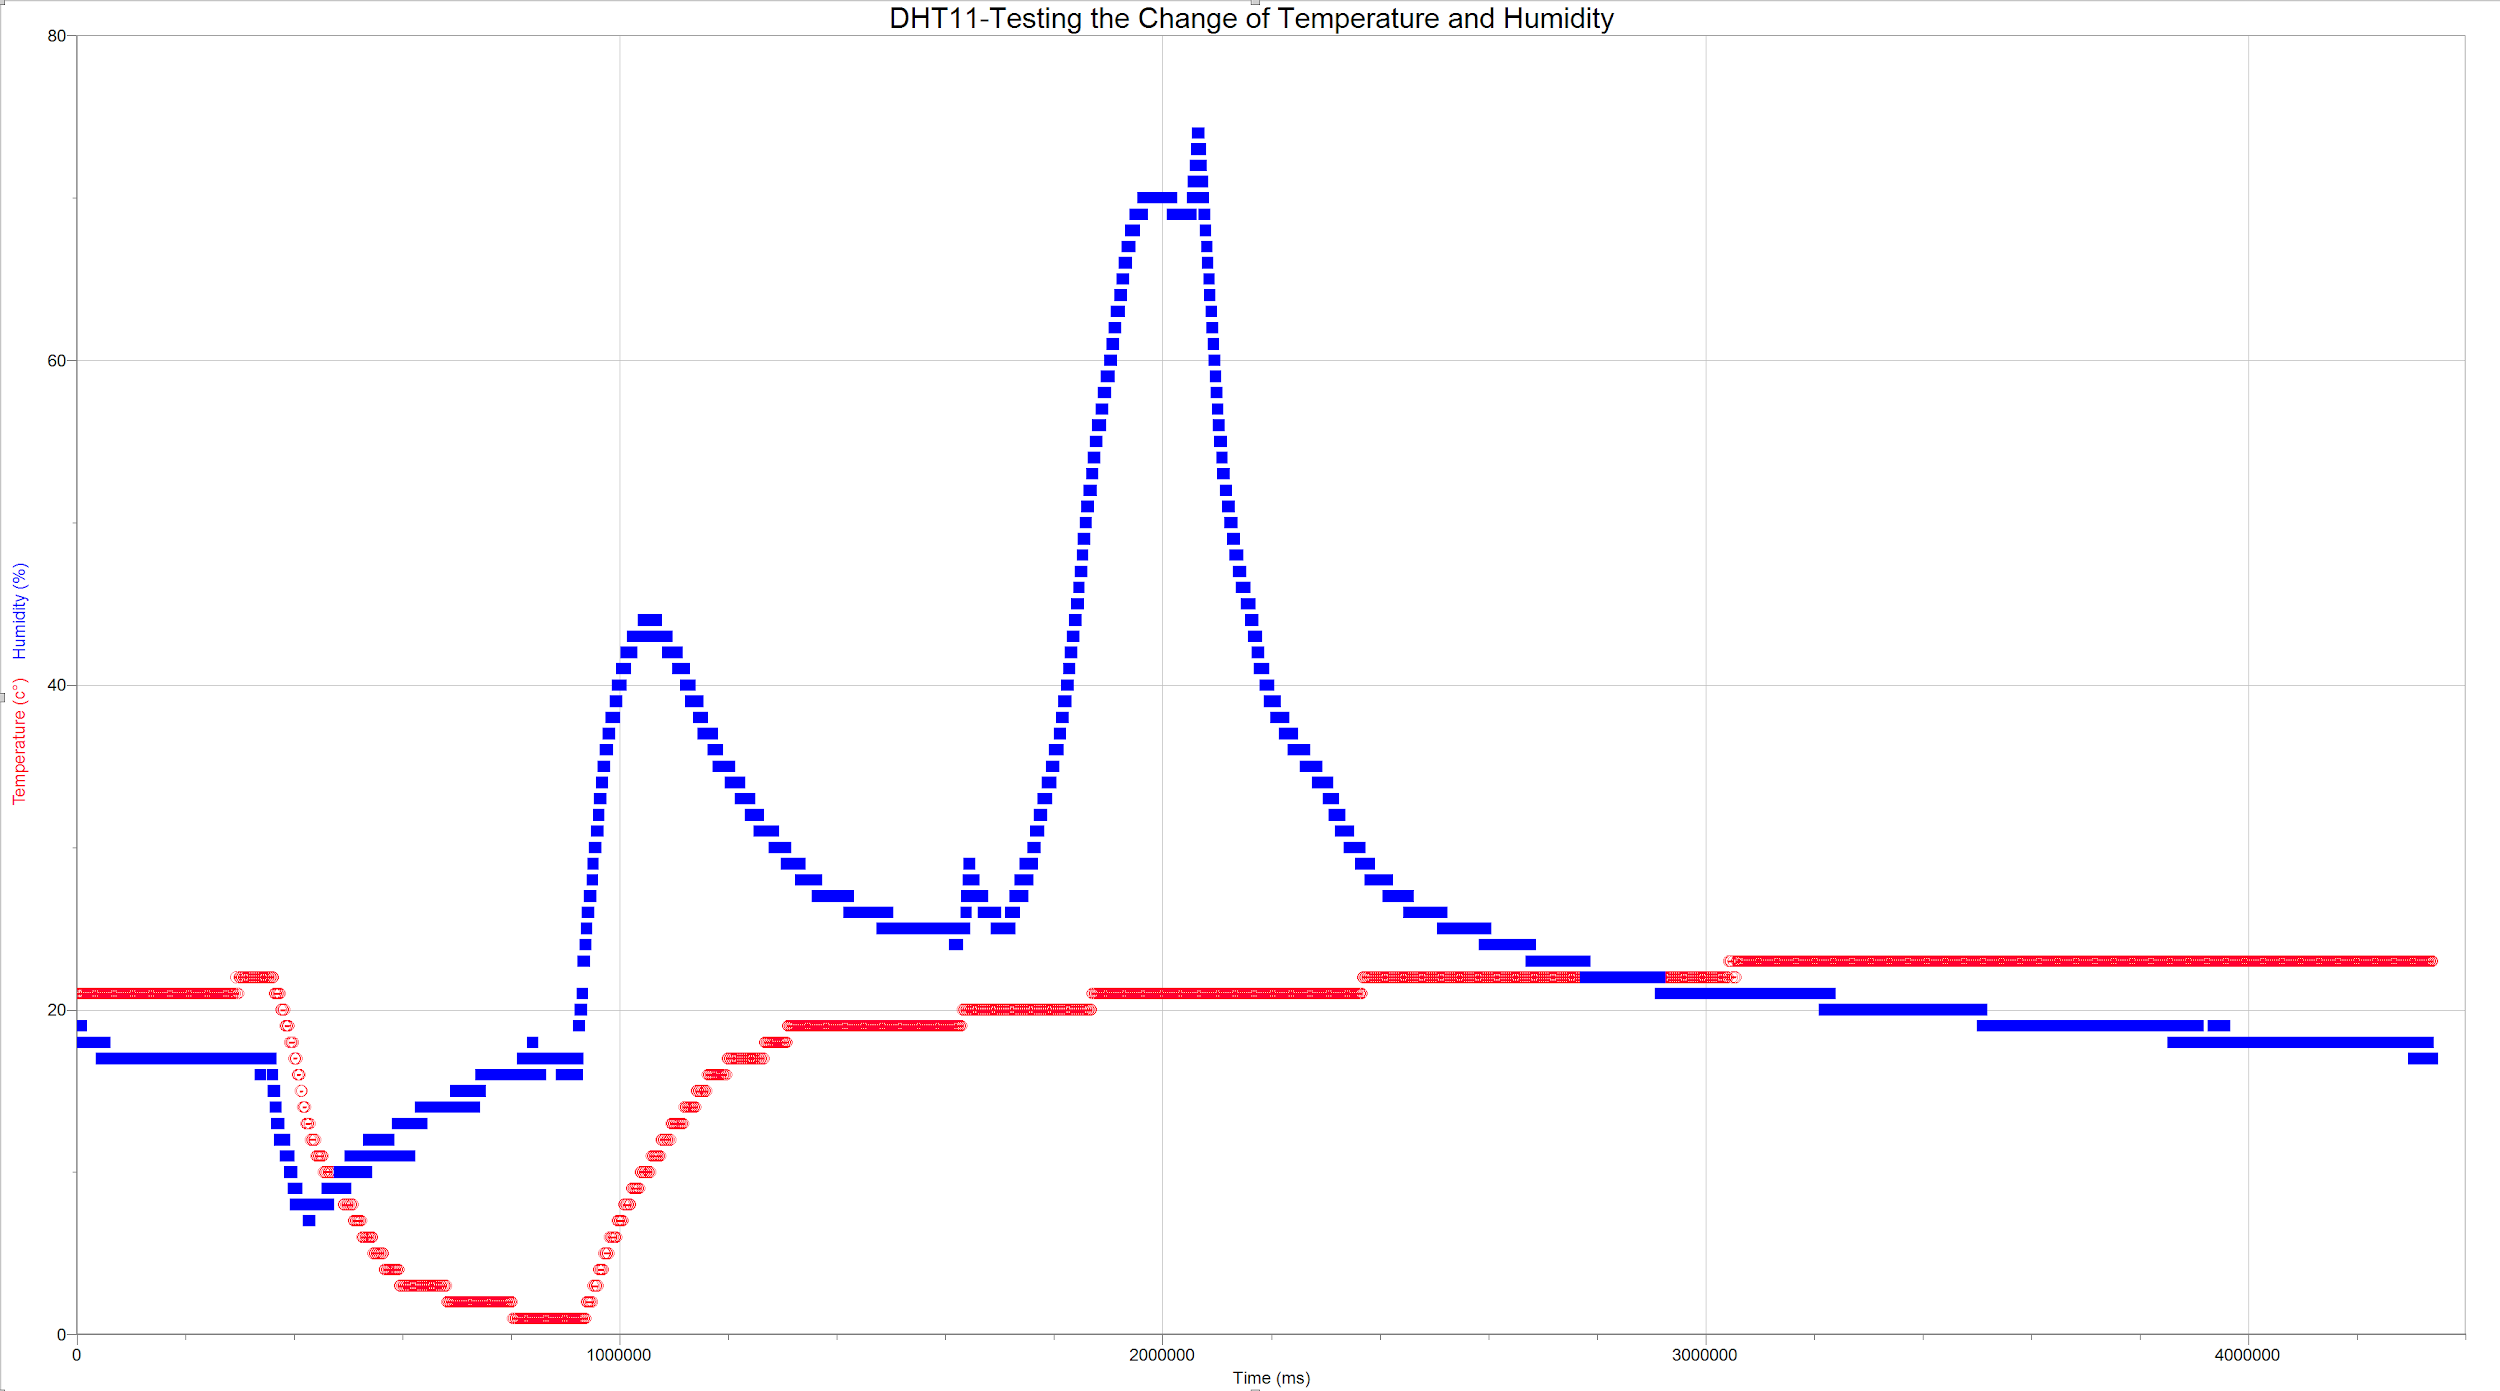 DHT11-Testing the Change of Temperature and Humidity
80
60
40
20
0
Temperature (c°) Humidity (%)
0 1000000 2000000 3000000 4000000
Time (ms)